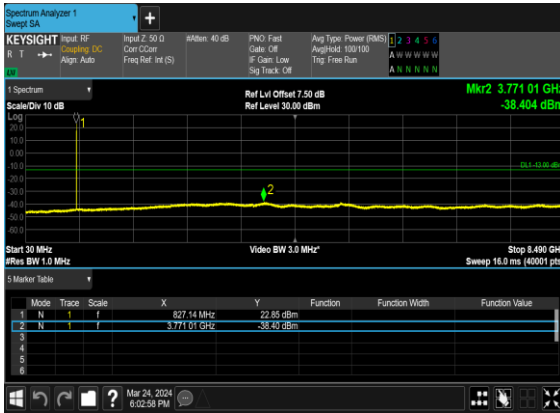 Spectrum Analyzer 1
Swept SA
+
KEYSIGHT Input: RF Input Z: 50 Ω #Atten: 40 dB PNO: Fast Avg Type: Power (RMS) 1 2 3 4 5 6
R T Coupling: DC Corr CCorr Gate: Off Avg|Hold: 100/100 A W W W W W
Align: Auto Freq Ref: Int (S) IF Gain: Low Trig: Free Run
Sig Track: Off A N N N N N
1 Spectrum
Scale/Div 10 dB
Ref Lvl Offset 7.50 dB
Ref Level 30.00 dBm
Mkr2 3.771 01 GHz
-38.404 dBm
Log
20.0
10.0
0.00
-10.0
-20.0
-30.0
-40.0
-50.0
-60.0
1
2
DL1 -13.00 dBm
Start 30 MHz Video BW 3.0 MHz* Stop 8.490 GH
#Res BW 1.0 MHz Sweep 16.0 ms (40001 pts
5 Marker Table
Mode Trace Scale X Y Function Function Width Function Value
1 N 1 f 827.14 MHz 22.85 dBm
2 N 1 f 3.771 01 GHz -38.40 dBm
3
4
5
6
?
Mar 24, 2024
6:02:58 PM